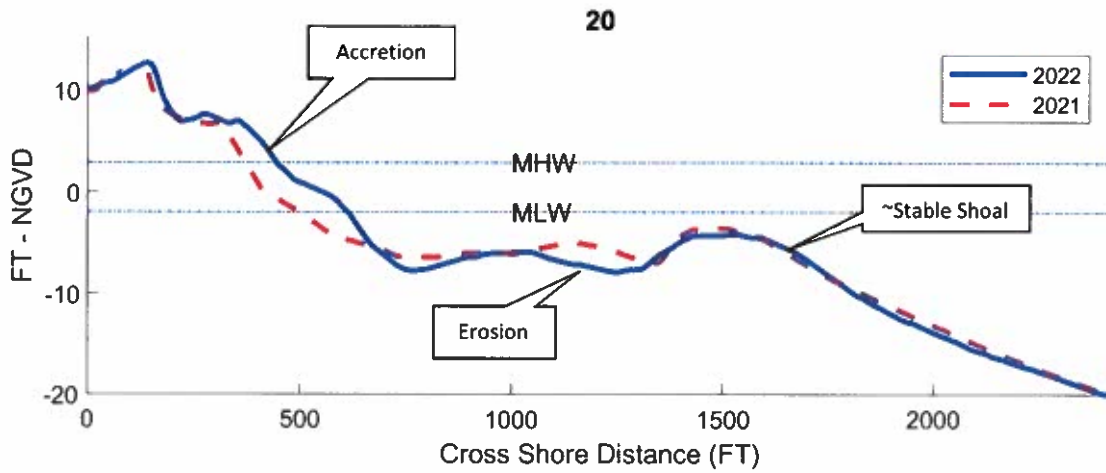 20
Accretion
2022
2021
10
0
-10
-20
FT - NGVD
MHW
MLW
~Stable Shoal
Erosion
0
500
1000
1500
2000
Cross Shore Distance (FT)